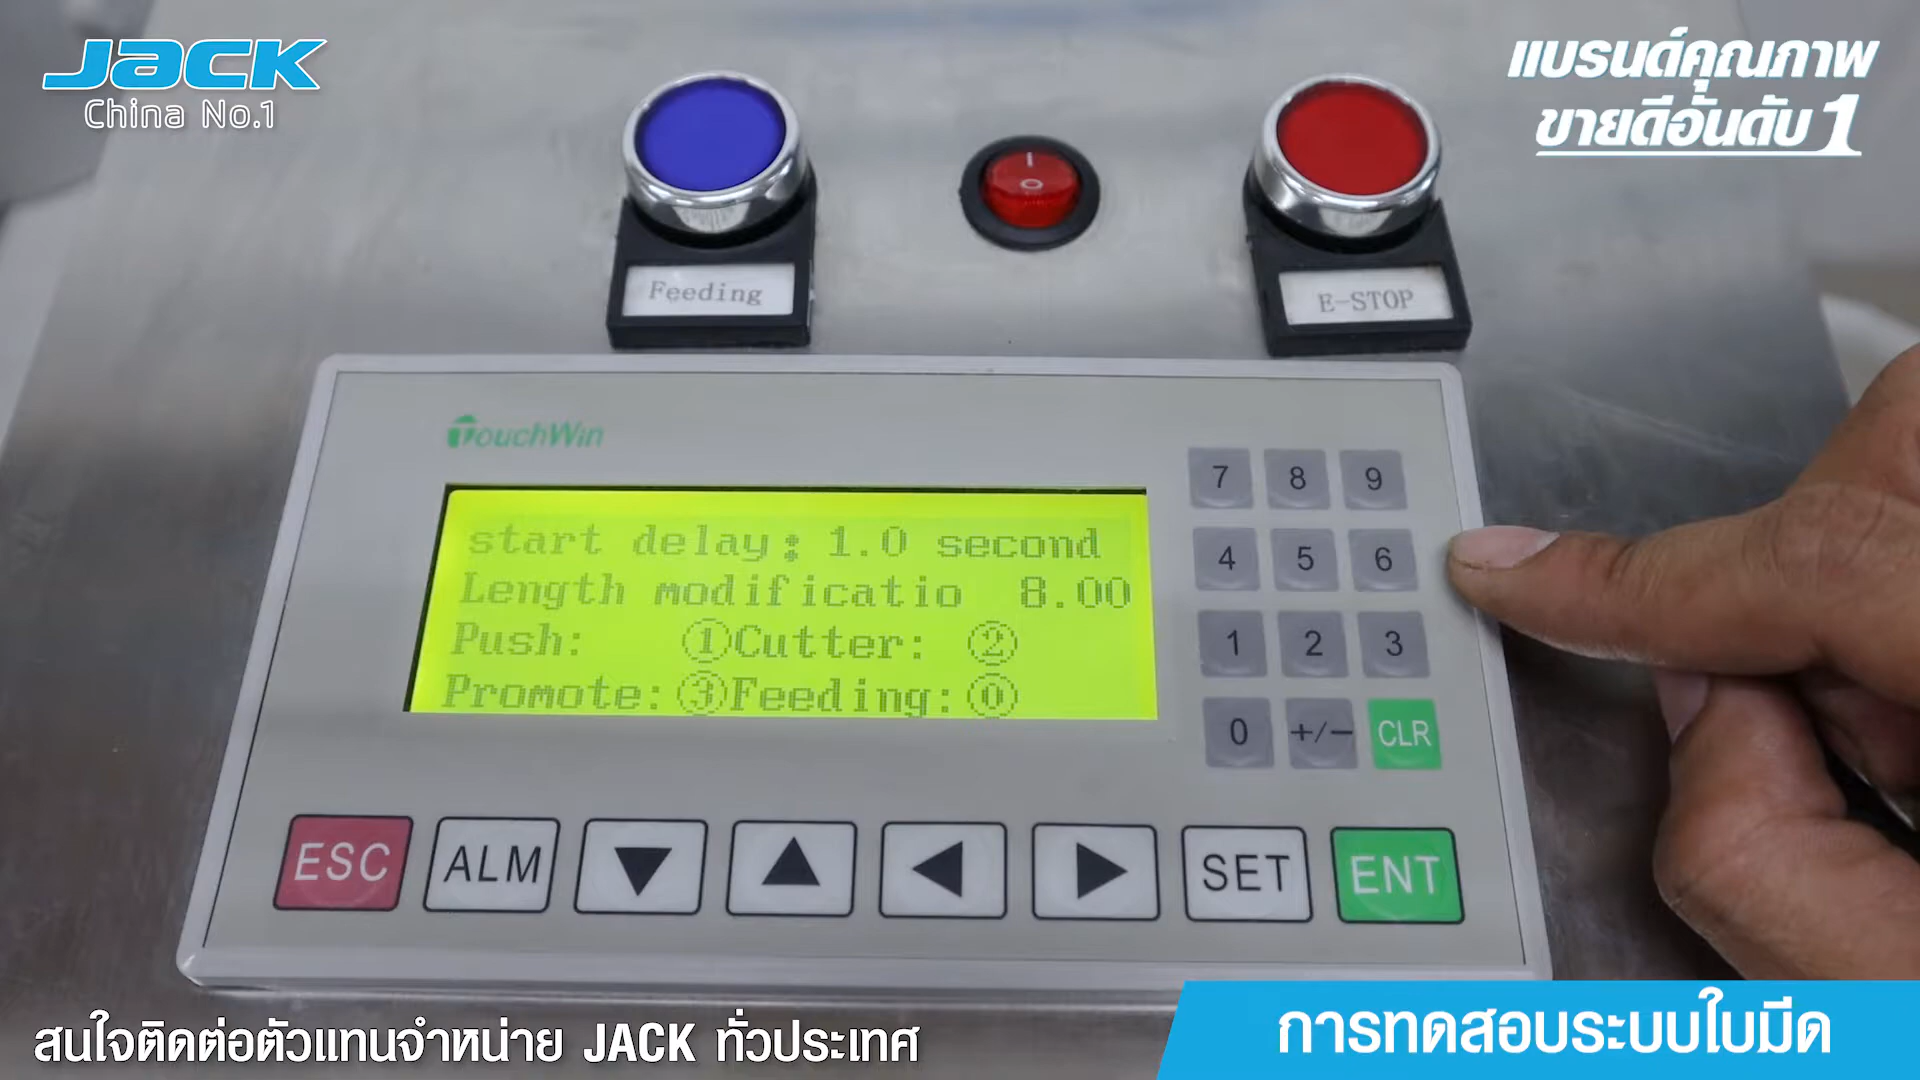 JACK
China No.1
แบรนด์คุณภาพ
ขายดีอันดับ 1
Feeding
E-STOP
TouchWin
start delay: 1.0 second
Length modificatio 8.00
Push: ①Cutter: ②
Promote: ③Feeding: ⓪
7 8 9
4 5 6
1 2 3
0 +/- CLR
ESC ALM ▼ ▲ ◀ ▶ SET ENT
สนใจติดต่อตัวแทนจำหน่าย JACK ทั่วประเทศ
การทดสอบระบบใบมีด